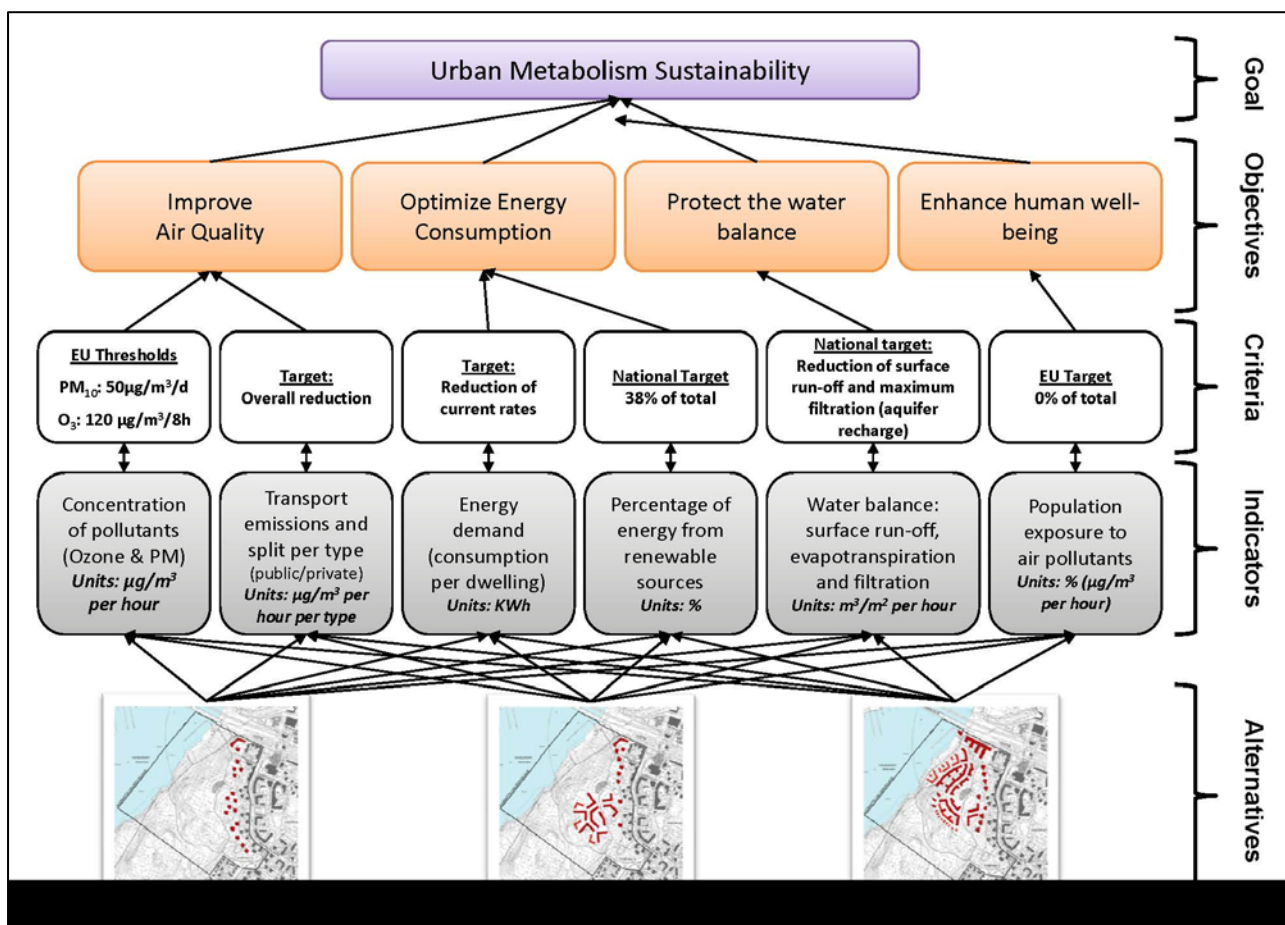 Urban Metabolism Sustainability
Goal
Improve
Air Quality
Optimize Energy
Consumption
Protect the water
balance
Enhance human well-
being
Objectives
EU Thresholds
PM₁₀: 50µg/m³/d
O₃: 120 µg/m³/8h
Target:
Overall reduction
Target:
Reduction of
current rates
National Target
38% of total
National target:
Reduction of surface
run-off and maximum
filtration (aquifer
recharge)
EU Target
0% of total
Criteria
Concentration
of pollutants
(Ozone & PM)
Units: µg/m³
per hour
Transport
emissions and
split per type
(public/private)
Units: µg/m³ per
hour per type
Energy
demand
(consumption
per dwelling)
Units: KWh
Percentage of
energy from
renewable
sources
Units: %
Water balance:
surface run-off,
evapotranspiration
and filtration
Units: m³/m² per hour
Population
exposure to
air pollutants
Units: % (µg/m³
per hour)
Indicators
Alternatives